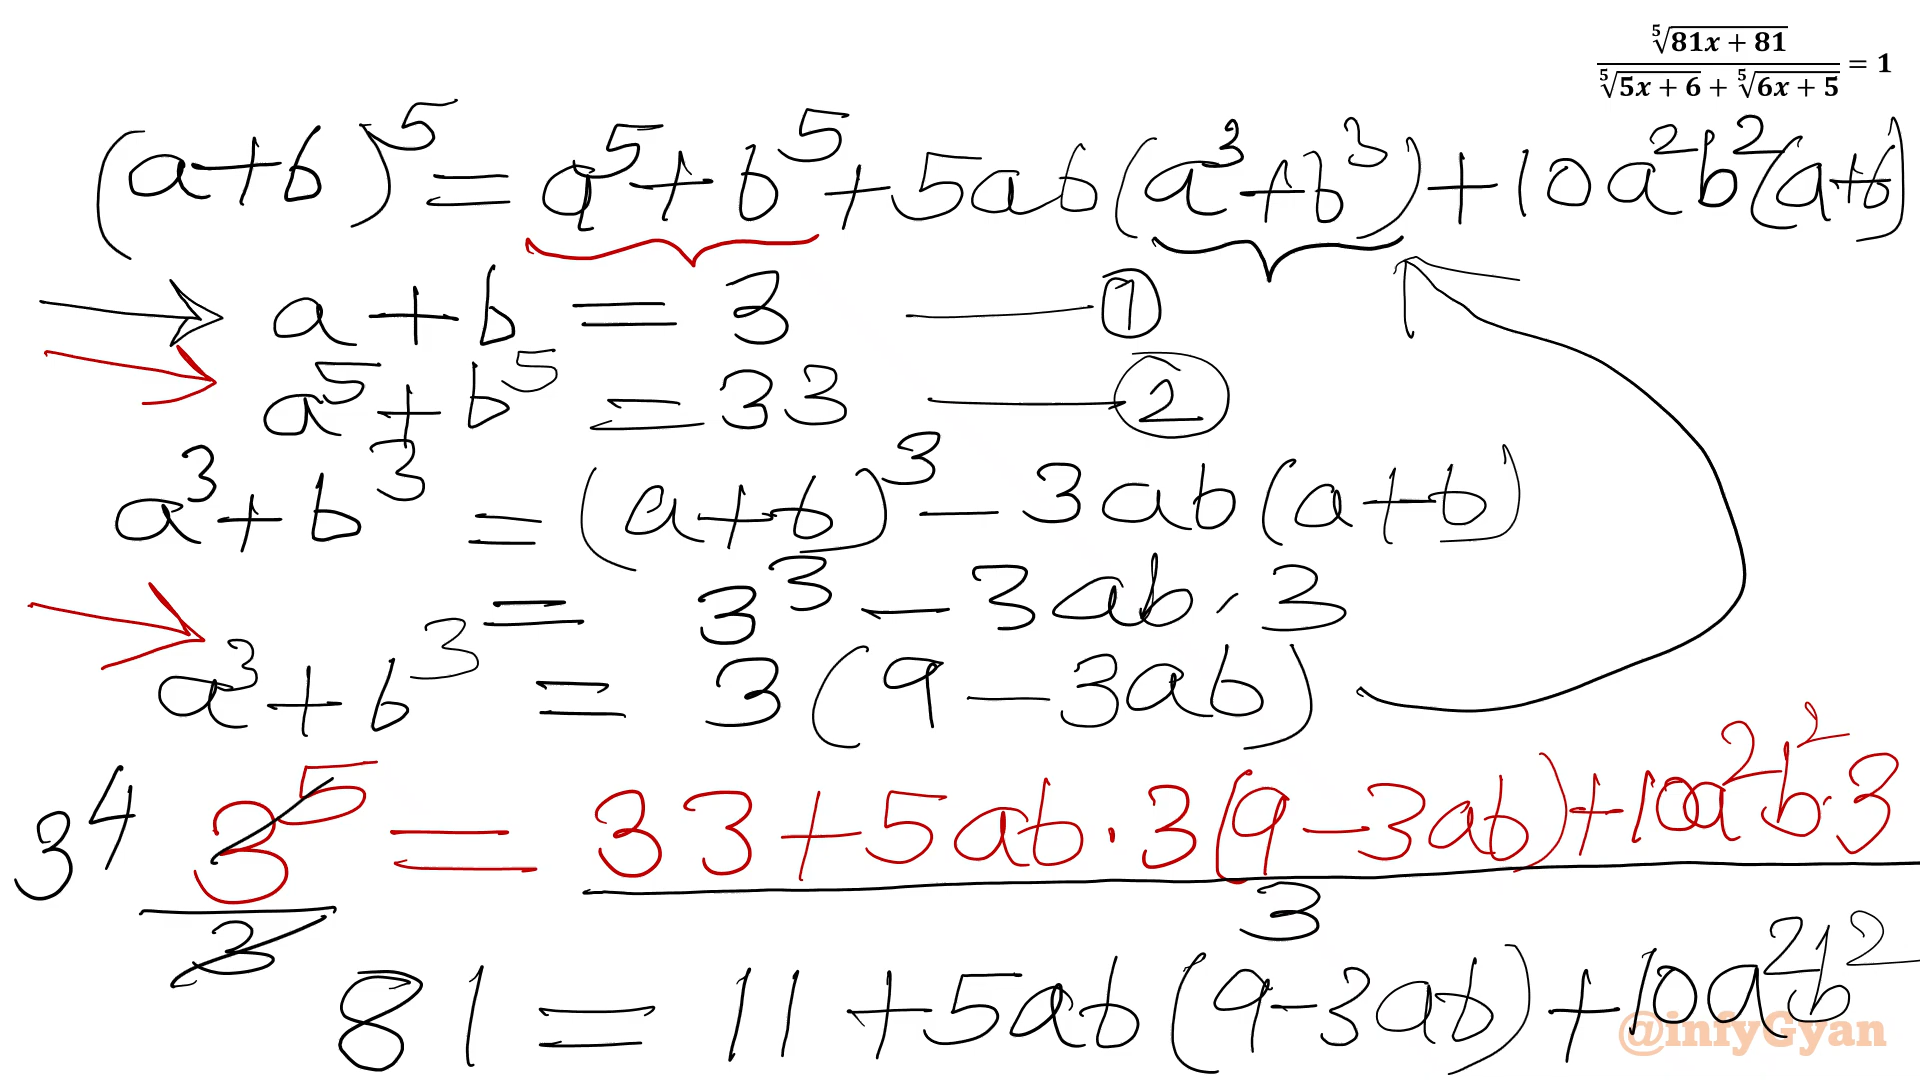 ⁵√(81x + 81) / (⁵√(5x + 6) + ⁵√(6x + 5)) = 1
(a+b)⁵ = a⁵+b⁵+5ab(a³+b³)+10a²b²(a+b)
a+b = 3 —— ①
a⁵+b⁵ = 33 —— ②
a³+b³ = (a+b)³ – 3ab(a+b)
= 3³ – 3ab·3
a³+b³ = 3(9–3ab)
3⁴ 3⁵/3 = 33+5ab·3(9–3ab)+10a²b²·3 / 3
81 = 11+5ab(9-3ab)+10a²b²
@infyGyan